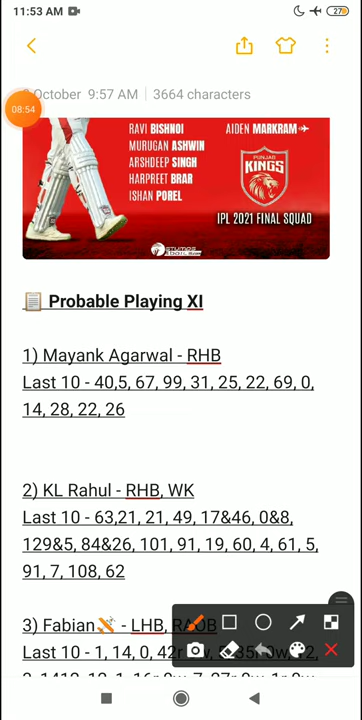 11:53 AM
27
October 9:57 AM | 3664 characters
08:54
RAVI BISHNOI
AIDEN MARKRAM
MURUGAN ASHWIN
ARSHDEEP SINGH
HARPREET BRAR
ISHAN POREL
PUNJAB
KINGS
IPL 2021 FINAL SQUAD
Probable Playing XI
1) Mayank Agarwal - RHB
Last 10 - 40,5, 67, 99, 31, 25, 22, 69, 0,
14, 28, 22, 26
2) KL Rahul - RHB, WK
Last 10 - 63,21, 21, 49, 17&46, 0&8,
129&5, 84&26, 101, 91, 19, 60, 4, 61, 5,
91, 7, 108, 62
3) Fabian - LHB, RAOB
Last 10 - 1, 14, 0,